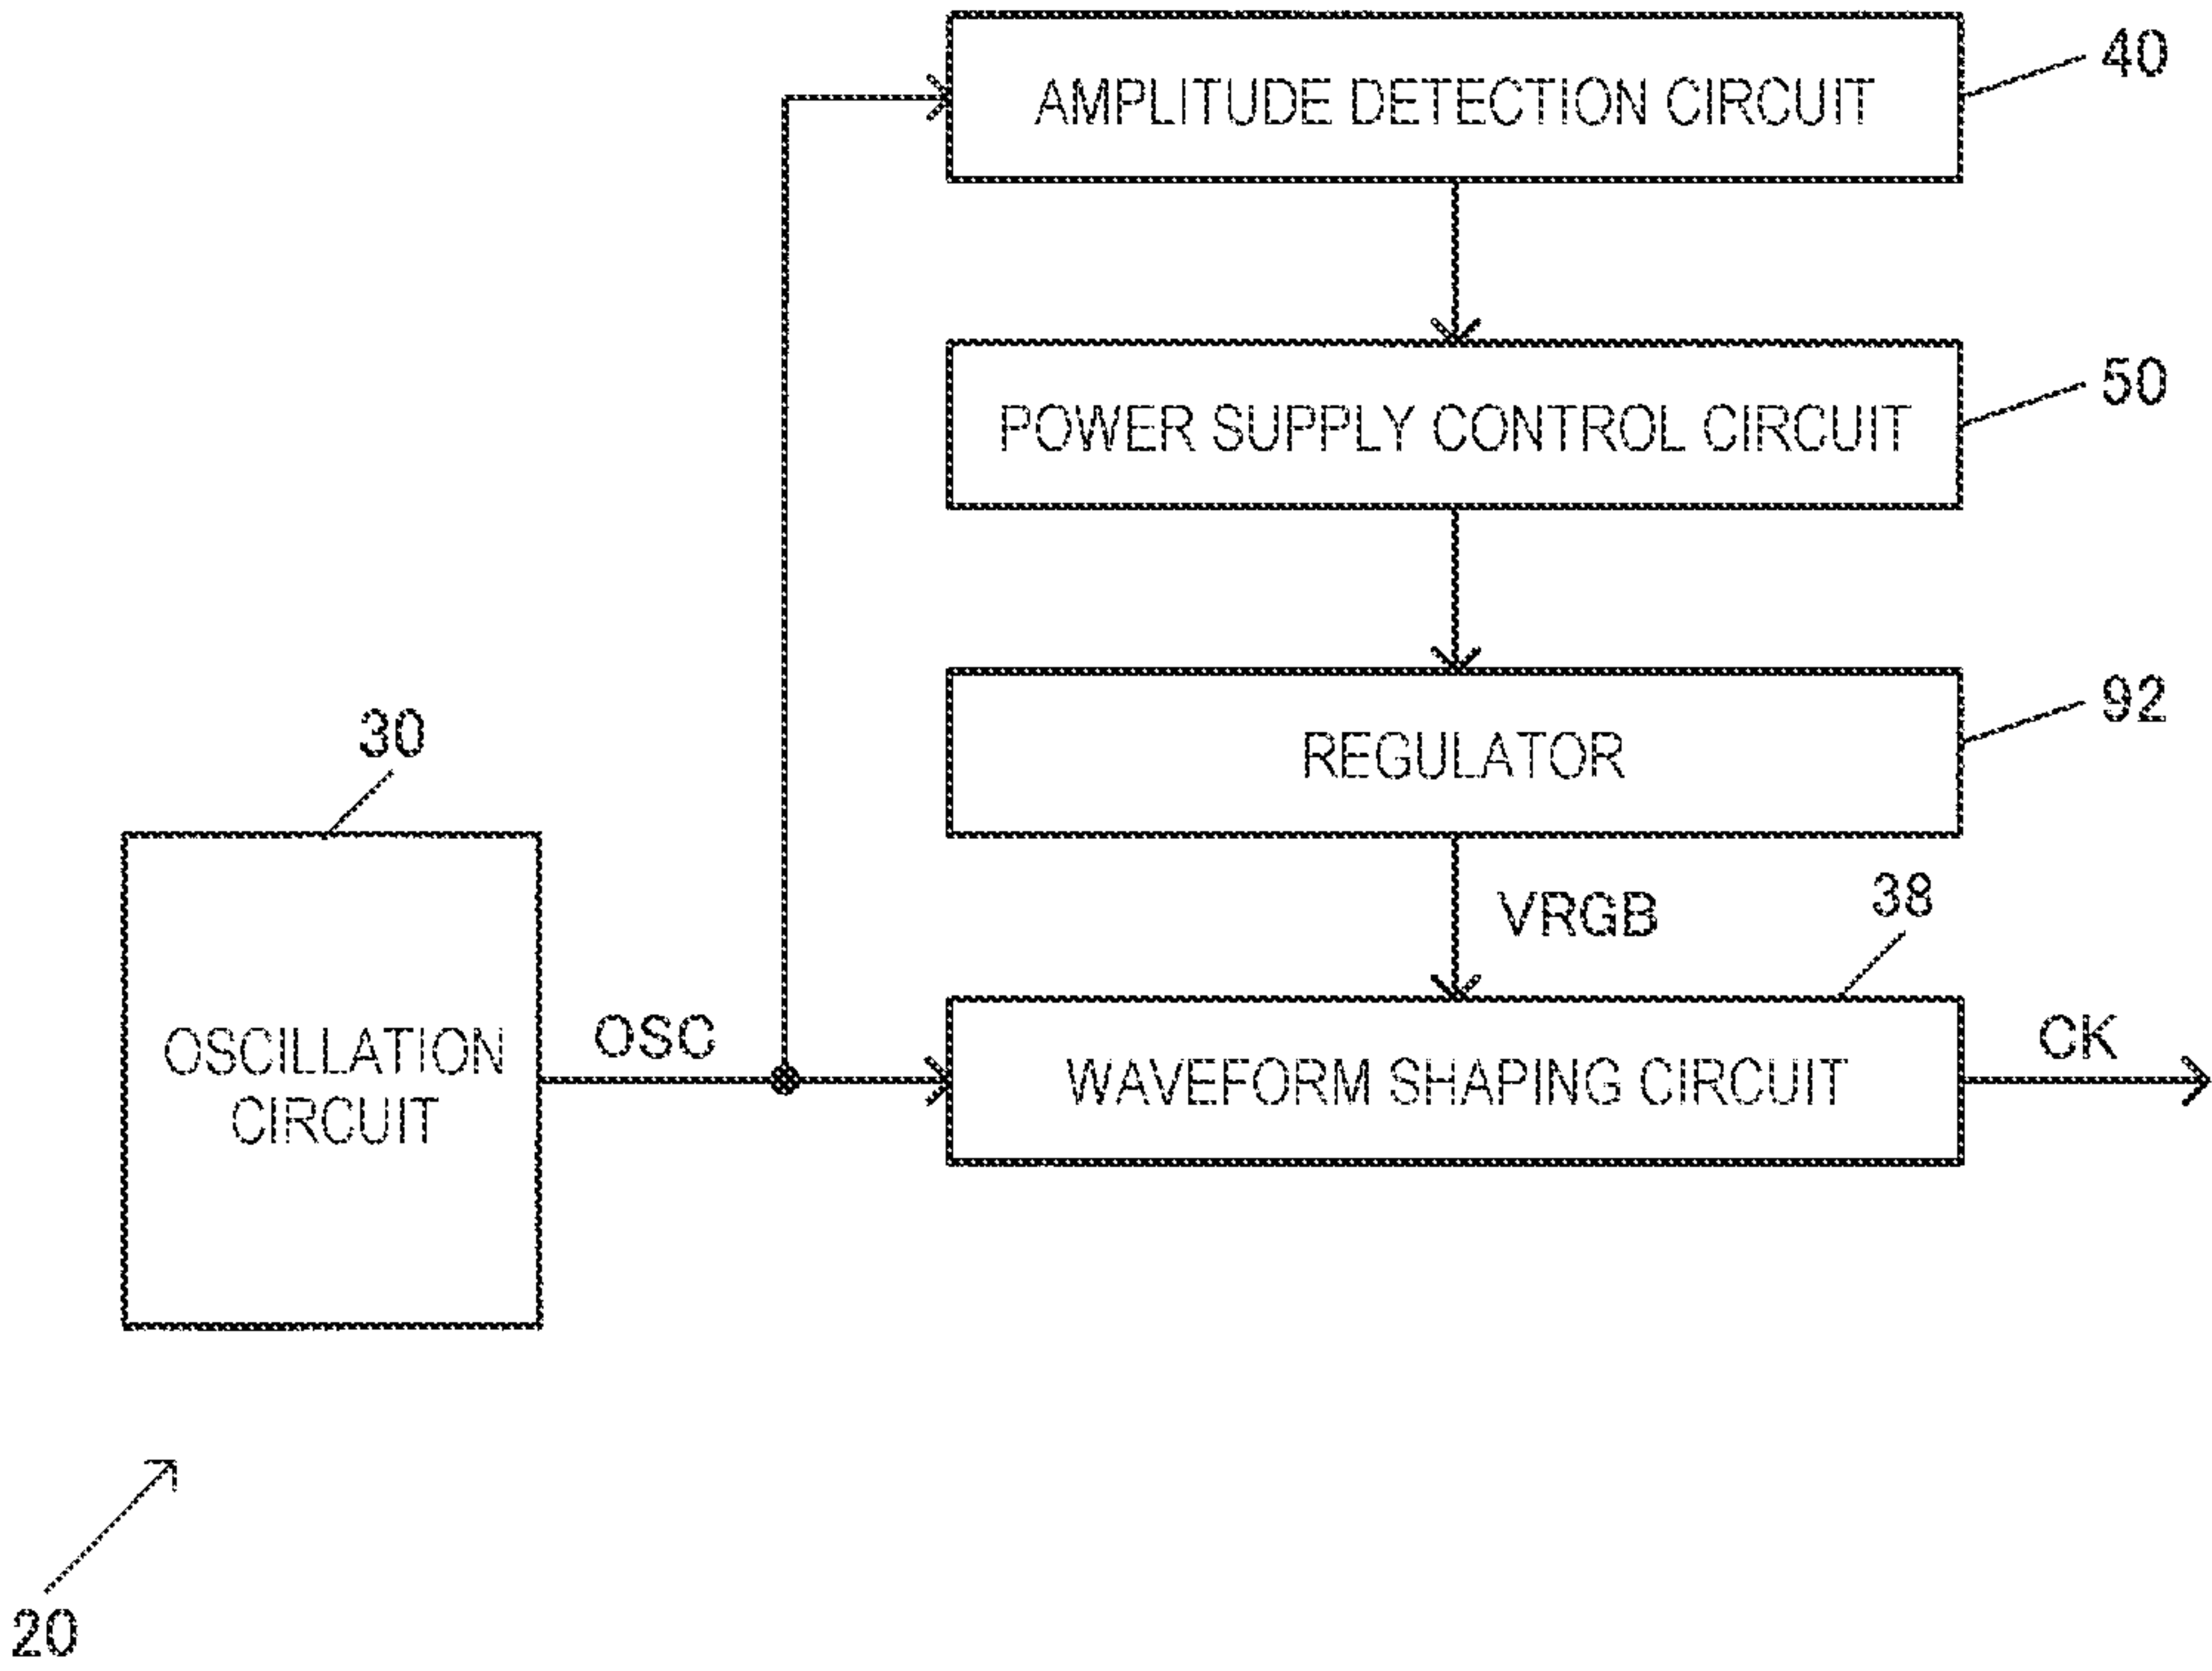 AMPLITUDE DETECTION CIRCUIT
40
POWER SUPPLY CONTROL CIRCUIT
50
REGULATOR
92
30
VRGB
38
OSCILLATION
CIRCUIT
OSC
WAVEFORM SHAPING CIRCUIT
CK
20